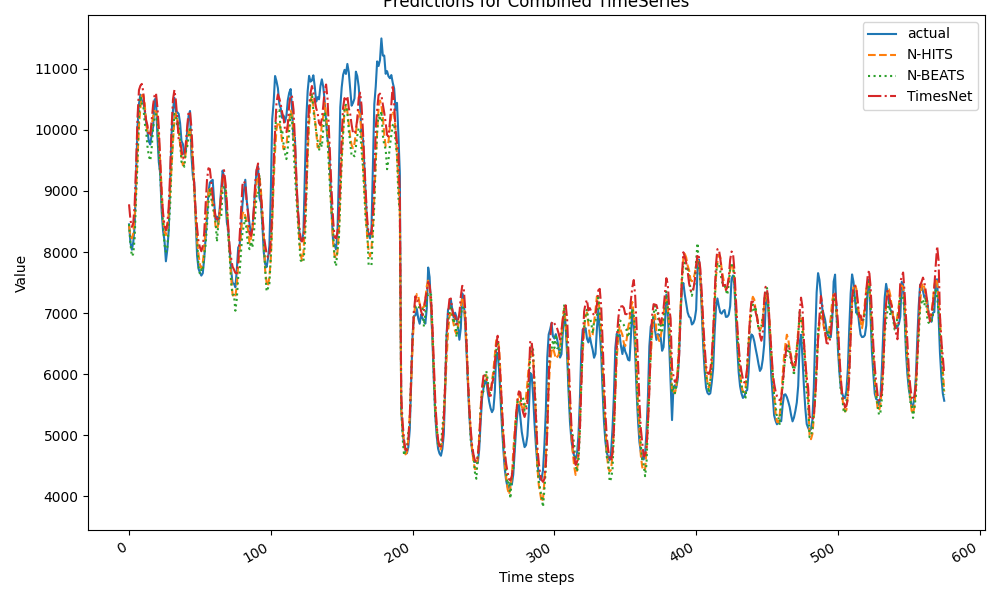 Predictions for Combined TimeSeries
actual
N-HITS
N-BEATS
TimesNet
11000
10000
9000
8000
7000
6000
5000
4000
Value
0
100
200
300
400
500
600
Time steps